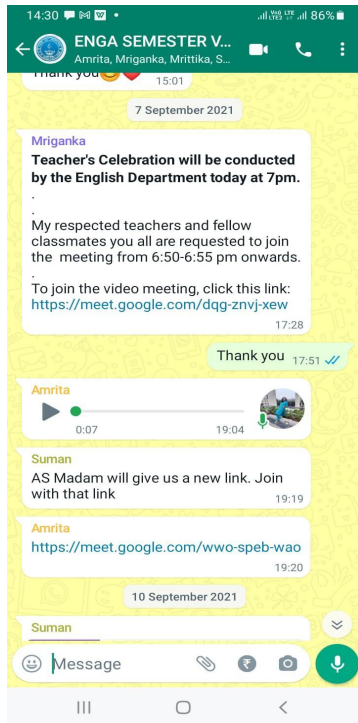 14:30
86%
ENGA SEMESTER V...
Amrita, Mriganka, Mrittika, S...
Thank you
15:01
7 September 2021
Mriganka
Teacher's Celebration will be conducted
by the English Department today at 7pm.
.
.
My respected teachers and fellow
classmates you all are requested to join
the meeting from 6:50-6:55 pm onwards.
.
To join the video meeting, click this link:
https://meet.google.com/dqg-znvj-xew
17:28
Thank you 17:51
Amrita
0:07 19:04
Suman
AS Madam will give us a new link. Join
with that link
19:19
Amrita
https://meet.google.com/wwo-speb-wao
19:20
10 September 2021
Suman
Message